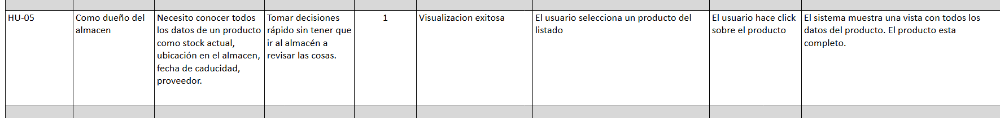 HU-05
Como dueño del
almacen
Necesito conocer todos
los datos de un producto
como stock actual,
ubicación en el almacen,
fecha de caducidad,
proveedor.
Tomar decisiones
rápido sin tener que
ir al almacén a
revisar las cosas.
1
Visualizacion exitosa
El usuario selecciona un producto del
listado
El usuario hace click
sobre el producto
El sistema muestra una vista con todos los
datos del producto. El producto esta
completo.